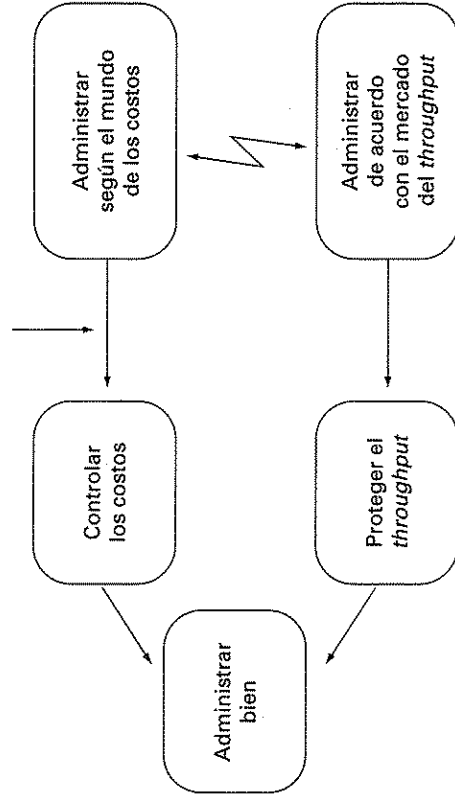 Administrar
bien
Controlar
los costos
Administrar
según el mundo
de los costos
Proteger el
throughput
Administrar
de acuerdo
con el mercado
del throughput